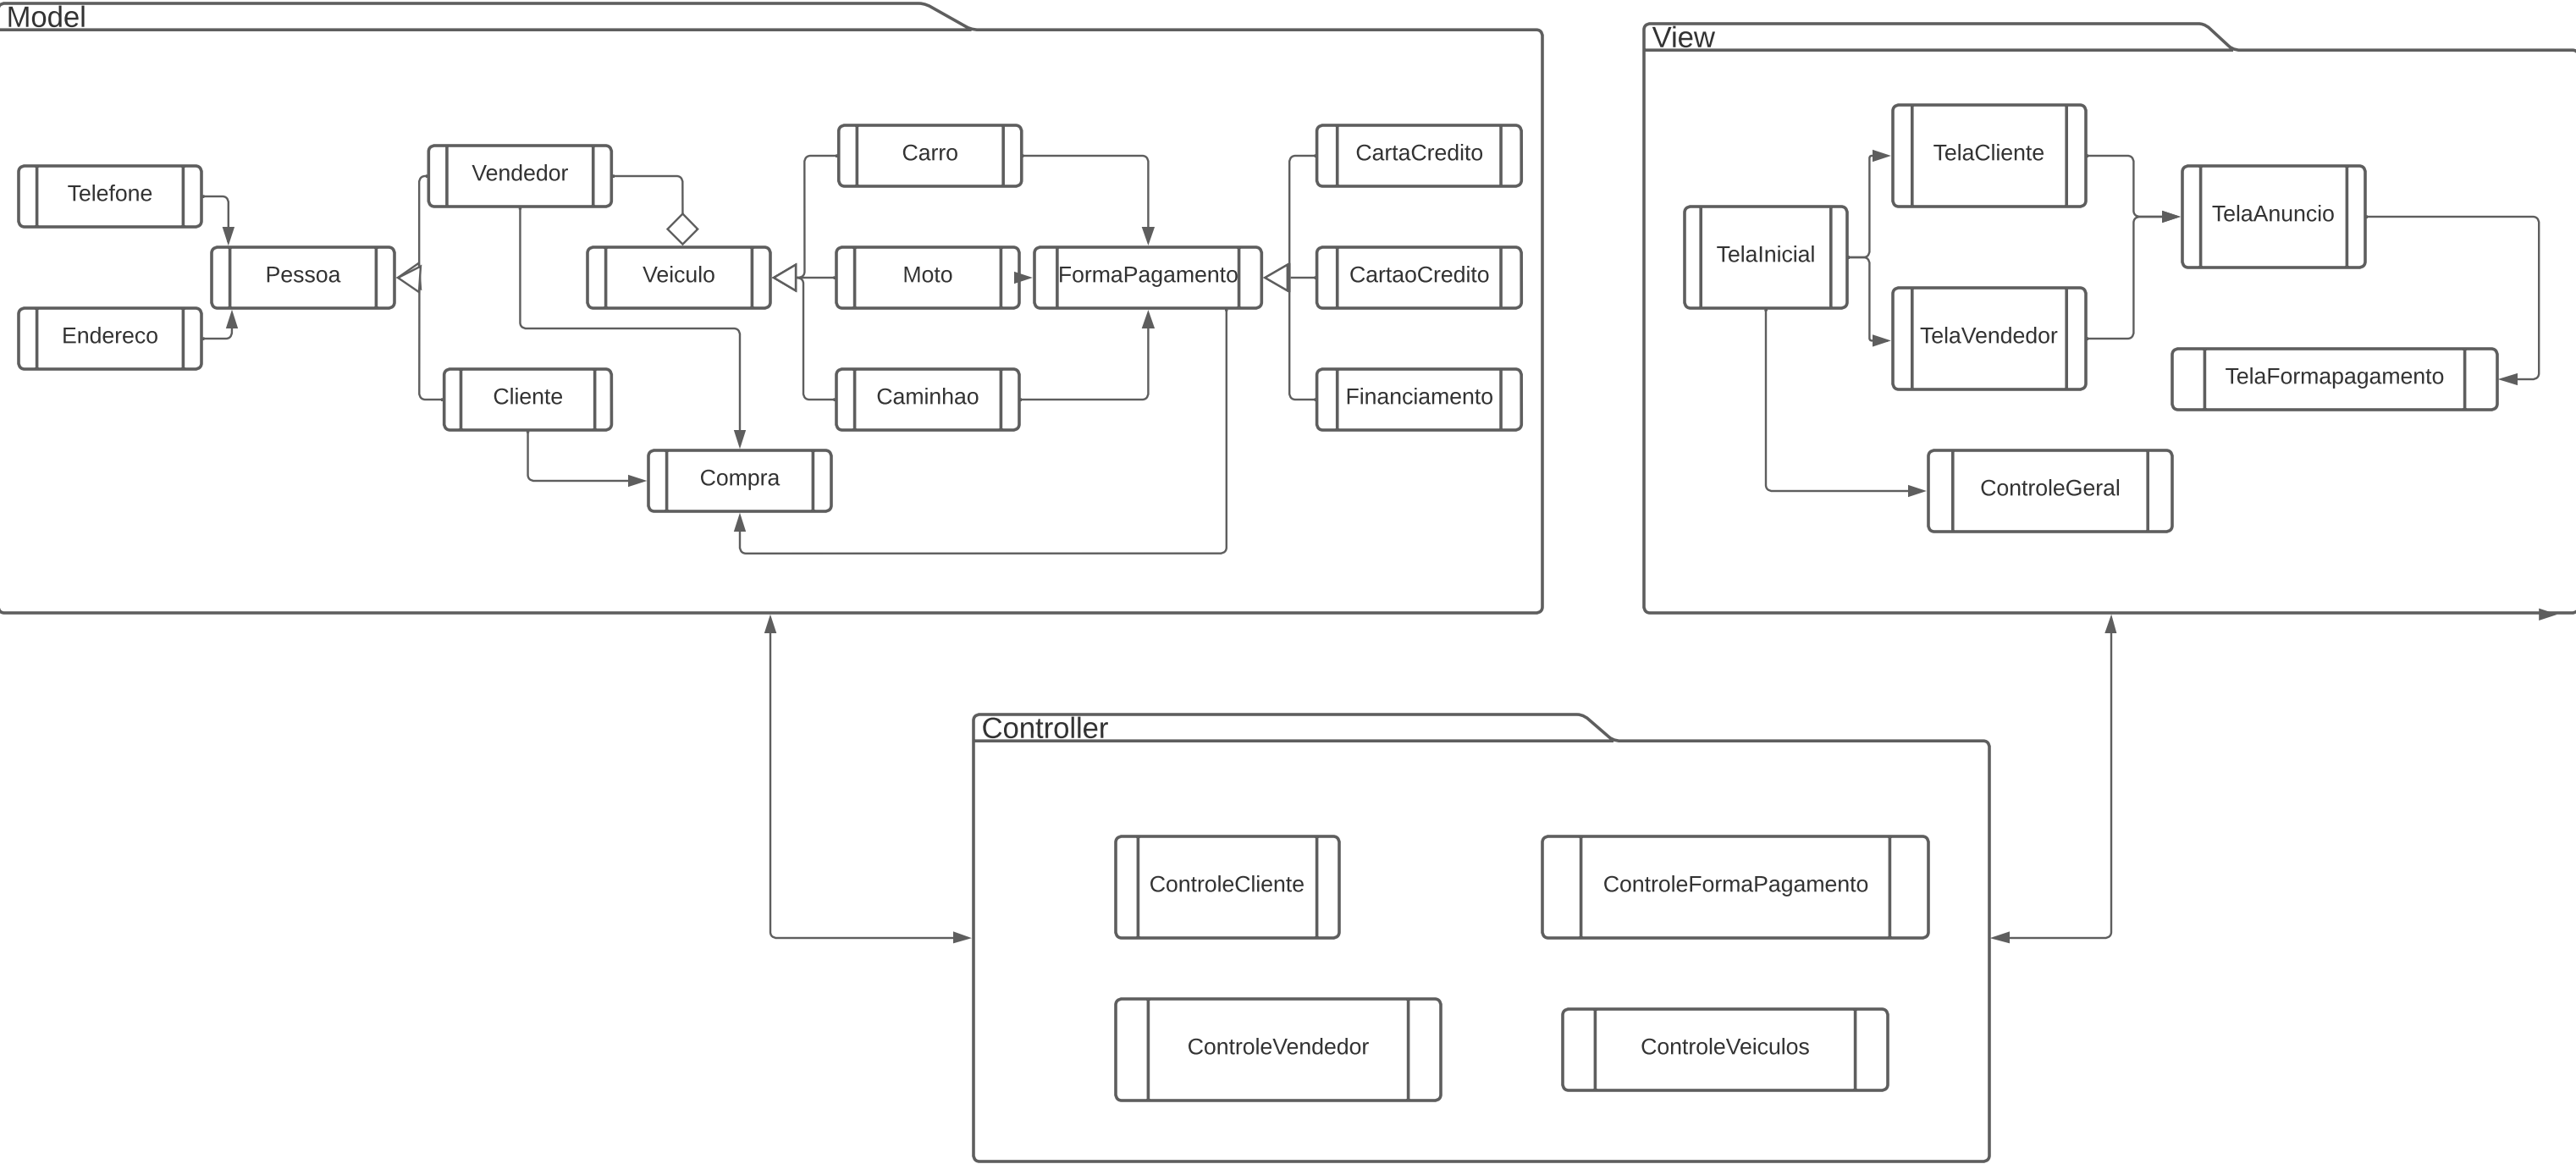 Model
Telefone
Endereco
Pessoa
Vendedor
Cliente
Veiculo
Compra
Carro
Moto
Caminhao
FormaPagamento
CartaCredito
CartaoCredito
Financiamento
View
TelaInicial
TelaCliente
TelaVendedor
TelaAnuncio
TelaFormapagamento
ControleGeral
Controller
ControleCliente
ControleFormaPagamento
ControleVendedor
ControleVeiculos